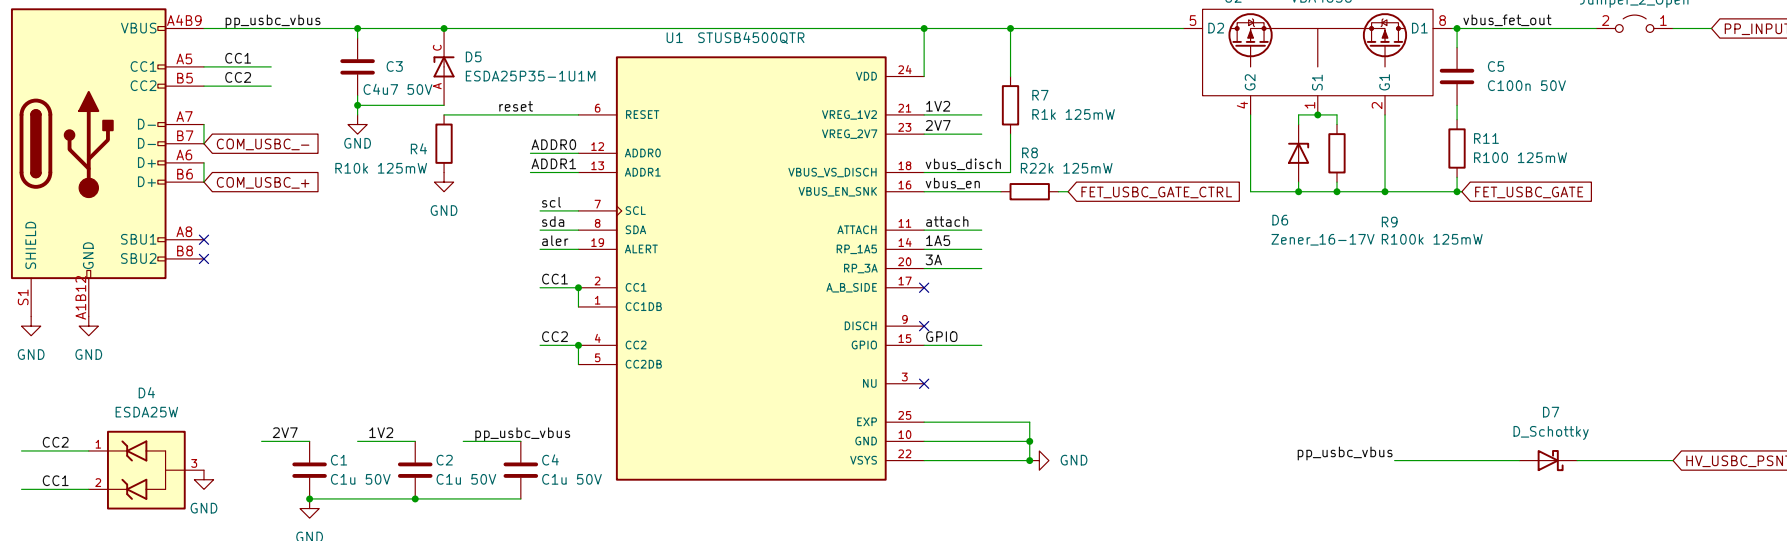 VBUS
A4B9
pp_usbc_vbus
CC1
A5
CC1
CC2
B5
CC2
D-
A7
D-
B7
COM_USBC_-
D+
A6
D+
B6
COM_USBC_+
SBU1
A8
SBU2
B8
SHIELD
GND
S1
A1B12
GND
GND
C3
C4u7 50V
GND
C
A
D5
ESDA25P35-1U1M
reset
R4
R10k 125mW
GND
U1 STUSB4500QTR
6
RESET
ADDR0
12
ADDR0
ADDR1
13
ADDR1
scl
7
SCL
sda
8
SDA
aler
19
ALERT
CC1
2
CC1
1
CC1DB
CC2
4
CC2
5
CC2DB
VDD
24
VREG_1V2
21
1V2
VREG_2V7
23
2V7
VBUS_VS_DISCH
18
vbus_disch
VBUS_EN_SNK
16
vbus_en
ATTACH
11
attach
RP_1A5
14
1A5
RP_3A
20
3A
A_B_SIDE
17
DISCH
9
GPIO
15
GPIO
NU
3
EXP
25
GND
10
VSYS
22
GND
R7
R1k 125mW
R8
R22k 125mW
FET_USBC_GATE_CTRL
5
D2
D1
8
G2
S1
G1
4
1
2
vbus_fet_out
2
1
C5
C100n 50V
R11
R100 125mW
FET_USBC_GATE
D6
Zener_16-17V
R9
R100k 125mW
D4
ESDA25W
CC2
1
CC1
2
3
GND
2V7
C1
C1u 50V
GND
1V2
C2
C1u 50V
pp_usbc_vbus
C4
C1u 50V
D7
D_Schottky
pp_usbc_vbus